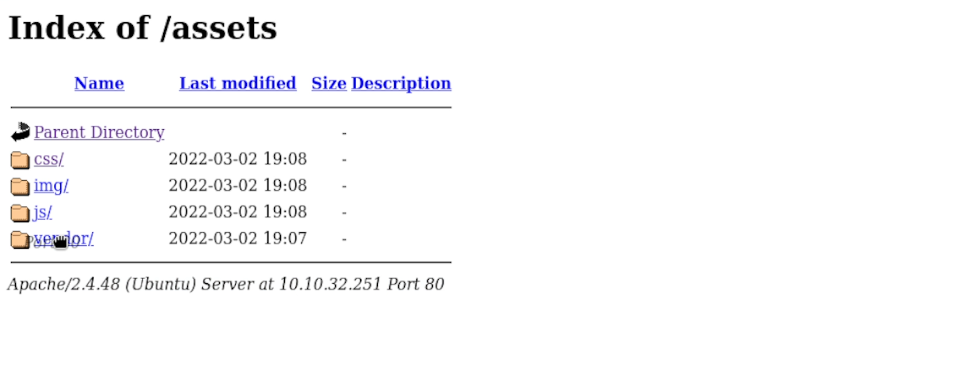 Index of /assets
Name Last modified Size Description
Parent Directory -
css/ 2022-03-02 19:08 -
img/ 2022-03-02 19:08 -
js/ 2022-03-02 19:08 -
vendor/ 2022-03-02 19:07 -
Apache/2.4.48 (Ubuntu) Server at 10.10.32.251 Port 80